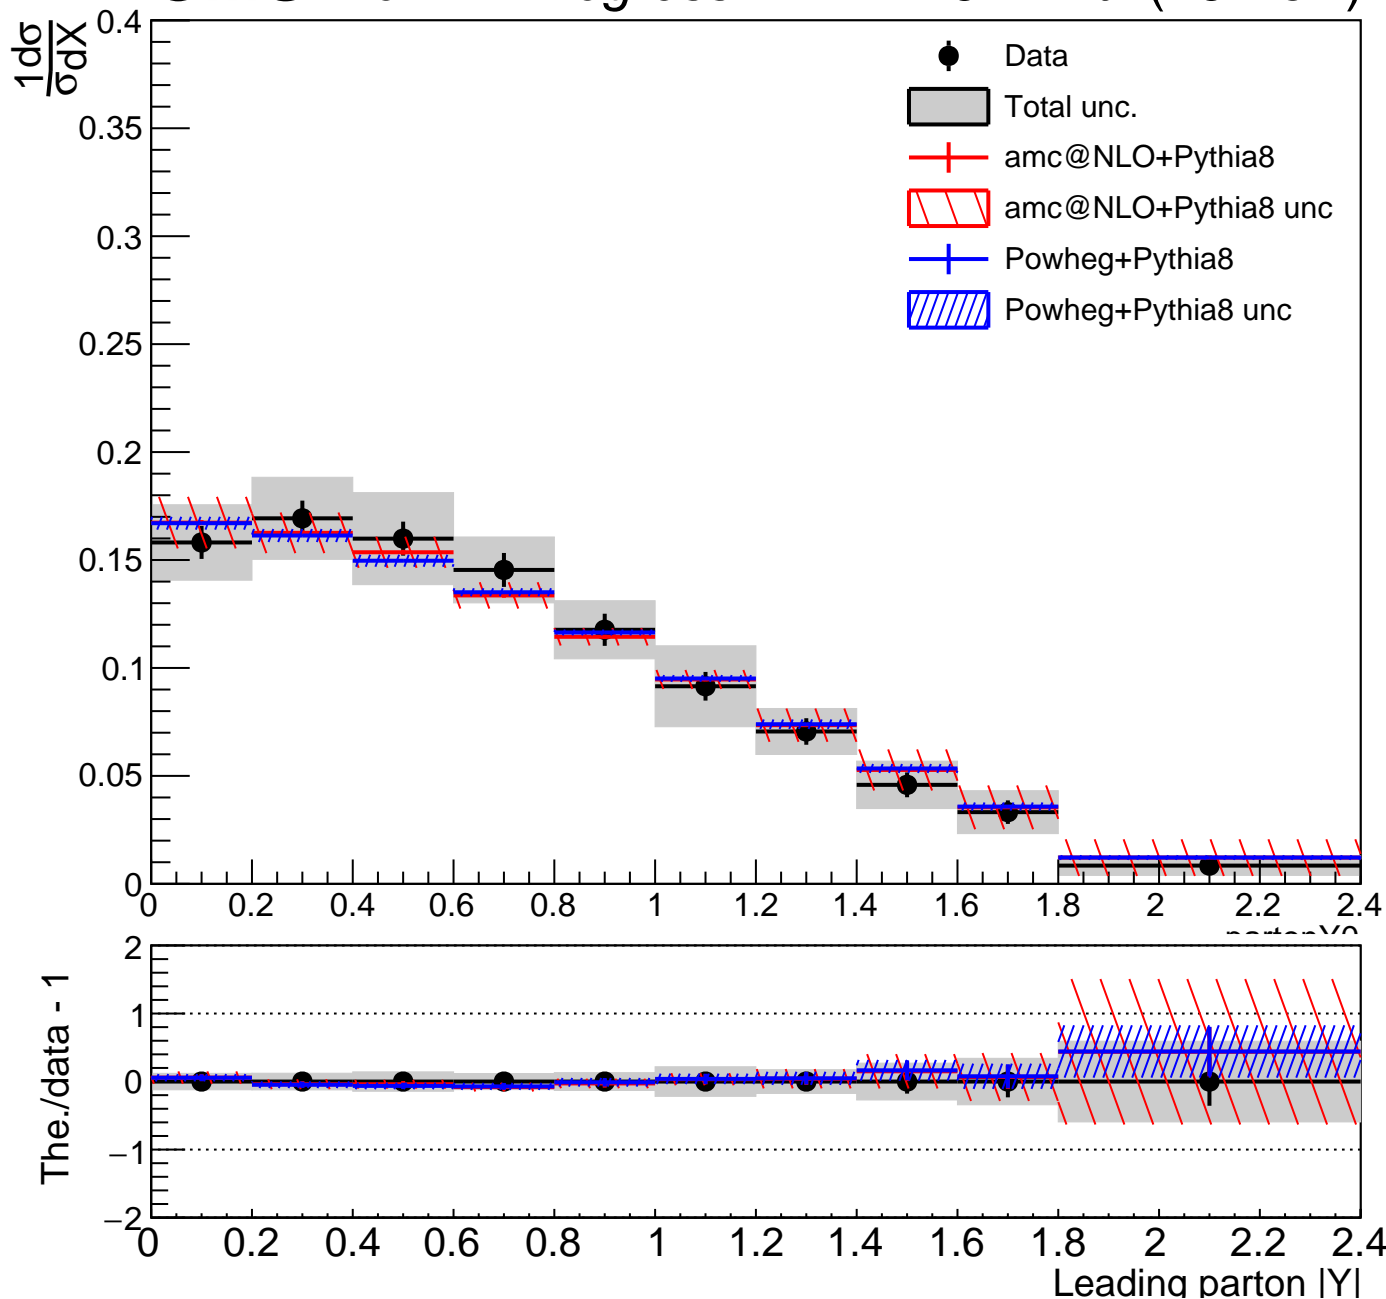 1dσ
σdX
0.4
0.35
0.3
0.25
0.2
0.15
0.1
0.05
0
Data
Total unc.
amc@NLO+Pythia8
amc@NLO+Pythia8 unc
Powheg+Pythia8
Powheg+Pythia8 unc
0 0.2 0.4 0.6 0.8 1 1.2 1.4 1.6 1.8 2 2.2 2.4
The./data - 1
2
1
0
−1
−2
0 0.2 0.4 0.6 0.8 1 1.2 1.4 1.6 1.8 2 2.2 2.4
Leading parton |Y|